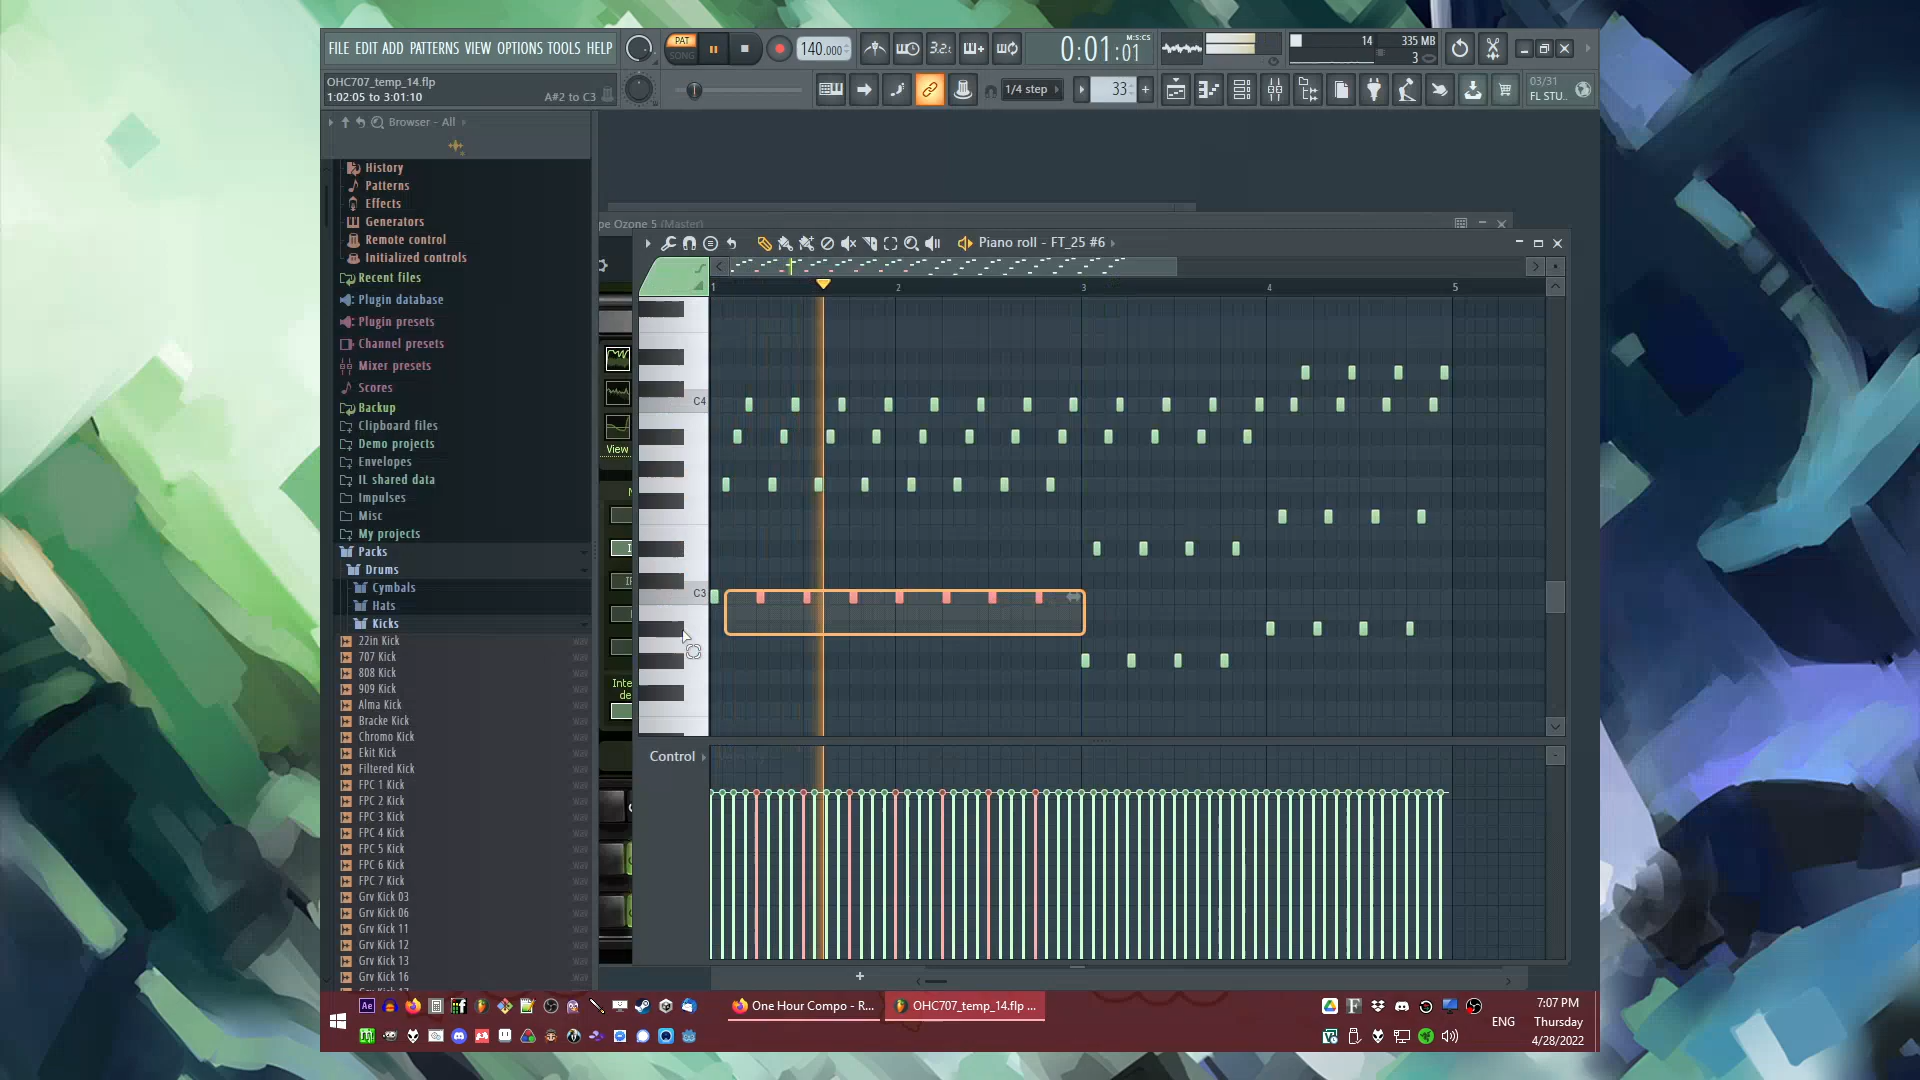 FILE EDIT ADD PATTERNS VIEW OPTIONS TOOLS HELP
PAT
SONG
140.000
3.2:
0:01:01
M:S:CS
14
335 MB
3
OHC707_temp_14.flp
1:02:05 to 3:01:10
A#2 to C3
1/4 step
33
03/31
FL STU..
Browser - All
History
Patterns
Effects
Generators
Remote control
Initialized controls
Recent files
Plugin database
Plugin presets
Channel presets
Mixer presets
Scores
Backup
Clipboard files
Demo projects
Envelopes
IL shared data
Impulses
Misc
My projects
Packs
Drums
Cymbals
Hats
Kicks
22in Kick
707 Kick
808 Kick
909 Kick
Alma Kick
Bracke Kick
Chromo Kick
Ekit Kick
Filtered Kick
FPC 1 Kick
FPC 2 Kick
FPC 3 Kick
FPC 4 Kick
FPC 5 Kick
FPC 6 Kick
FPC 7 Kick
Grv Kick 03
Grv Kick 06
Grv Kick 11
Grv Kick 12
Grv Kick 13
Grv Kick 16
pe Ozone 5 (Master)
Piano roll - FT_25 #6
1 2 3 4 5
C4
C3
View
Inte
de
Control
Velocity
One Hour Compo - R...
OHC707_temp_14.flp ...
ENG
7:07 PM
Thursday
4/28/2022